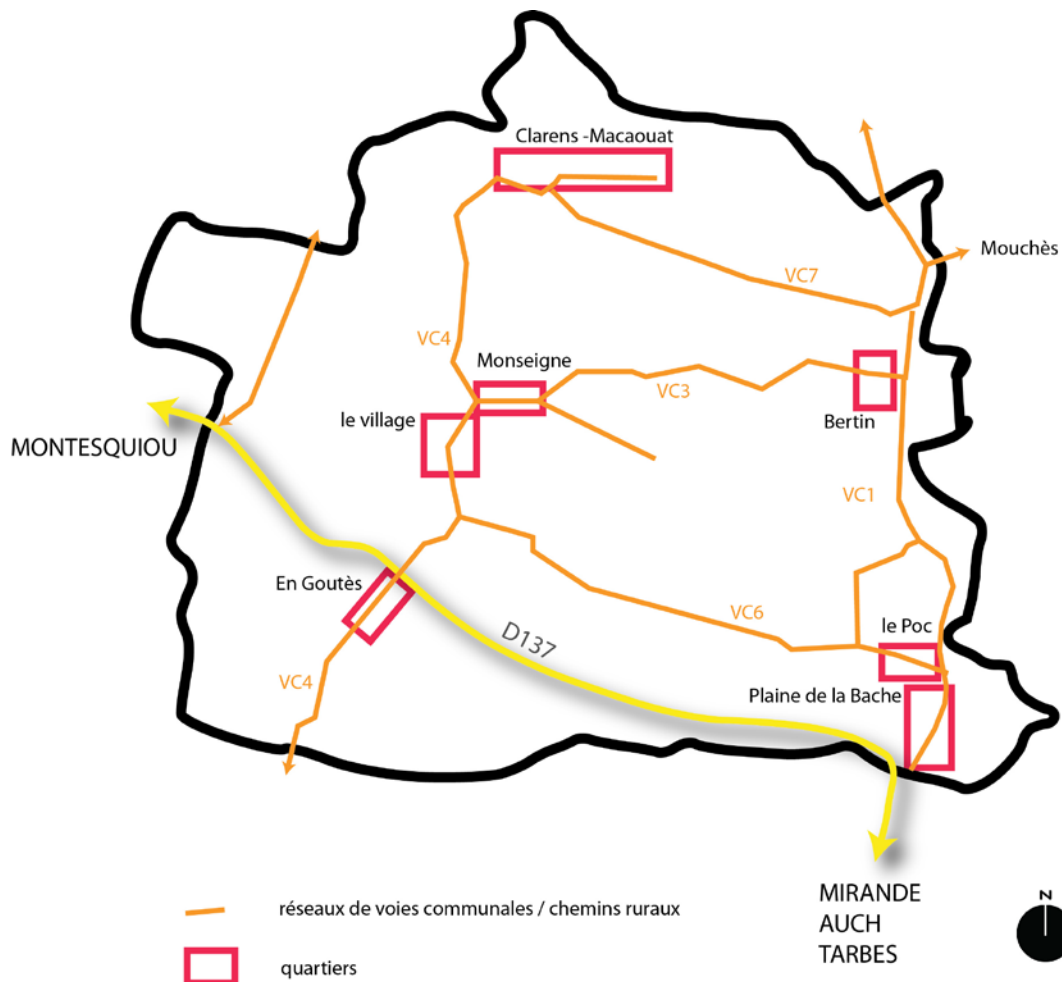 Clarens -Macaouat
Mouchès
VC7
VC4
Monseigne
VC3
le village
Bertin
MONTESQUIOU
VC1
En Goutès
VC6
le Poc
D137
VC4
Plaine de la Bache
MIRANDE
AUCH
TARBES
N
réseaux de voies communales / chemins ruraux
quartiers